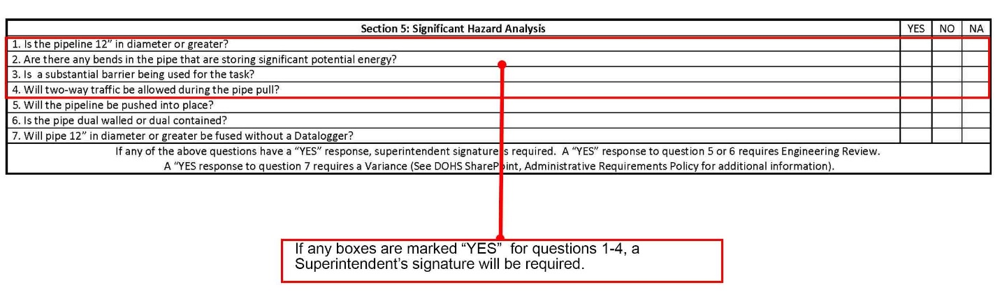 Section 5: Significant Hazard Analysis YES NO NA
1. Is the pipeline 12” in diameter or greater?
2. Are there any bends in the pipe that are storing significant potential energy?
3. Is a substantial barrier being used for the task?
4. Will two-way traffic be allowed during the pipe pull?
5. Will the pipeline be pushed into place?
6. Is the pipe dual walled or dual contained?
7. Will pipe 12” in diameter or greater be fused without a Datalogger?
If any of the above questions have a “YES” response, superintendent signature is required. A “YES” response to question 5 or 6 requires Engineering Review.
A “YES response to question 7 requires a Variance (See DOHS SharePoint, Administrative Requirements Policy for additional information).
If any boxes are marked “YES” for questions 1-4, a
Superintendent’s signature will be required.